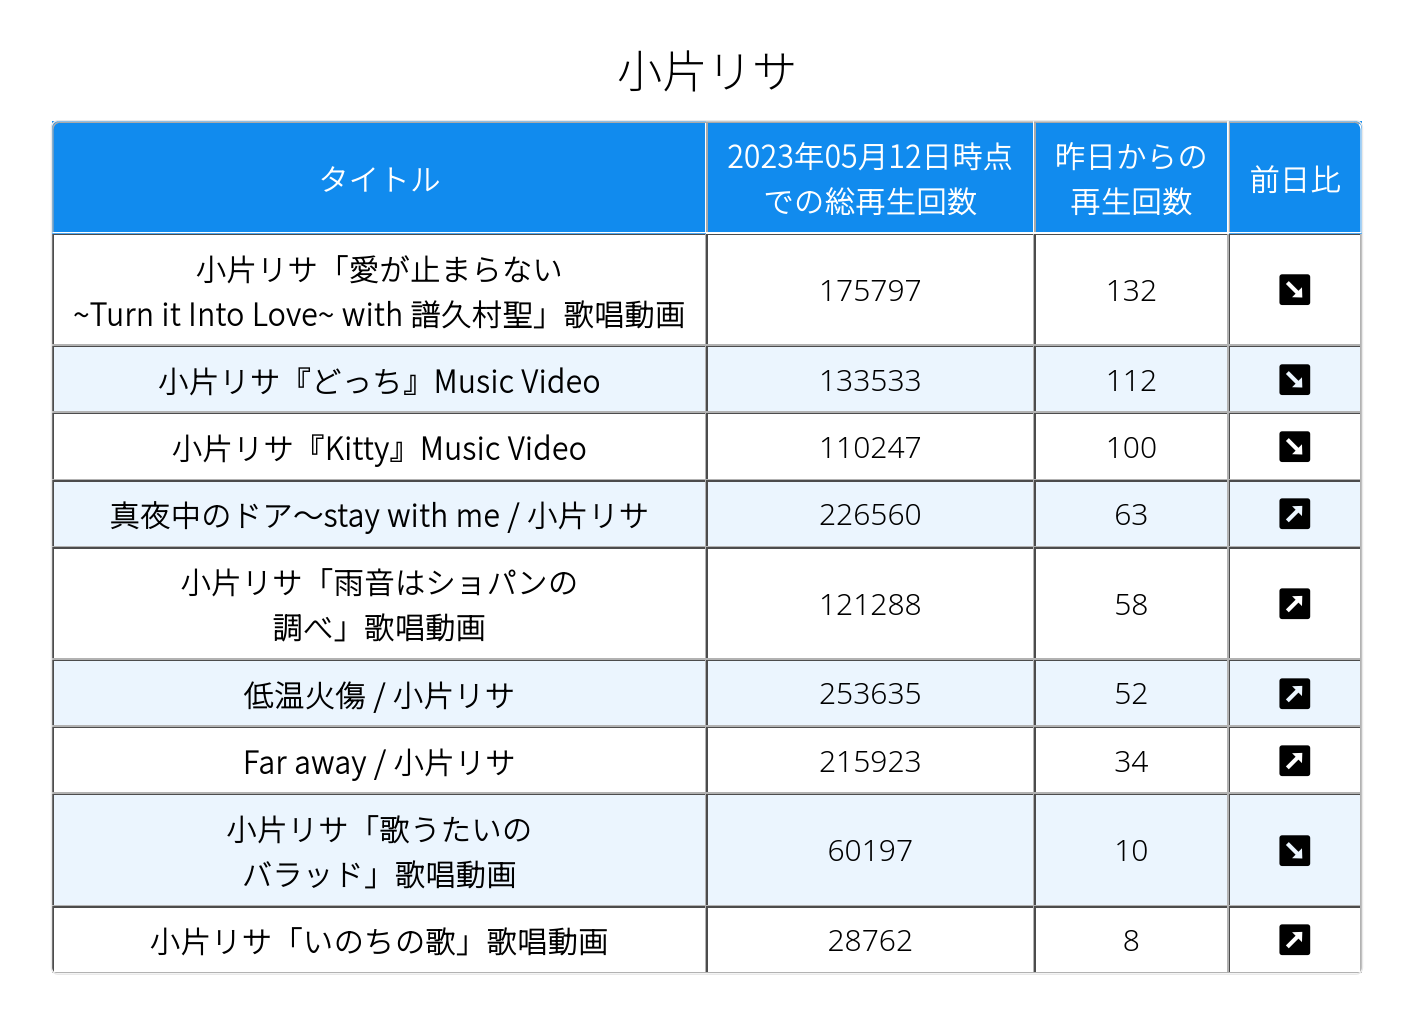 小片リサ
タイトル
2023年05月12日時点
での総再生回数
昨日からの
再生回数
前日比
小片リサ「愛が止まらない
~Turn it Into Love~ with 譜久村聖」歌唱動画
175797
132
小片リサ『どっち』Music Video
133533
112
小片リサ『Kitty』Music Video
110247
100
真夜中のドア～stay with me / 小片リサ
226560
63
小片リサ「雨音はショパンの
調べ」歌唱動画
121288
58
低温火傷 / 小片リサ
253635
52
Far away / 小片リサ
215923
34
小片リサ「歌うたいの
バラッド」歌唱動画
60197
10
小片リサ「いのちの歌」歌唱動画
28762
8